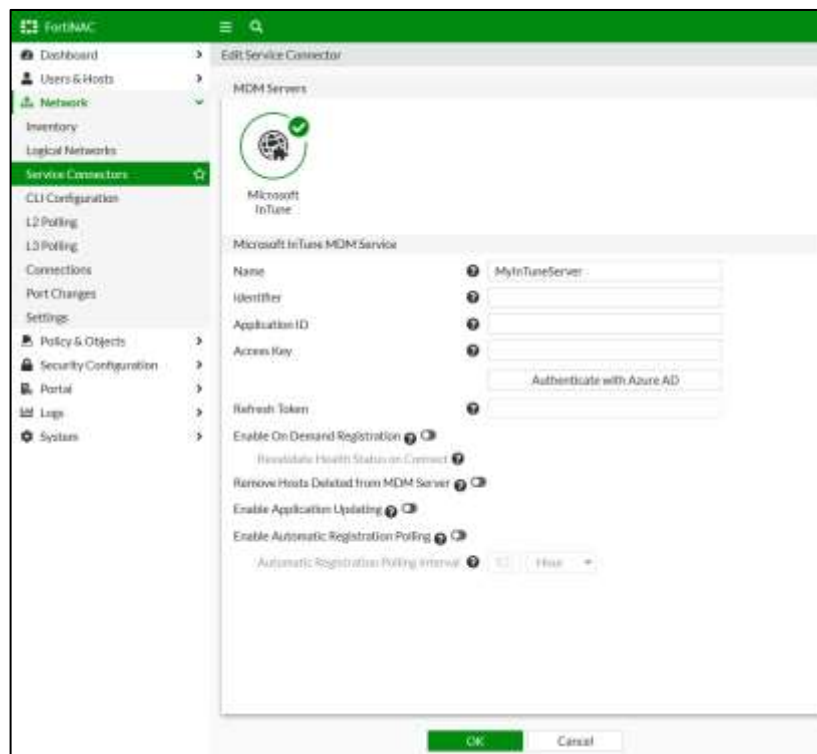 FortiNAC
Dashboard
Edit Service Connector
Users & Hosts
MDM Servers
Network
Inventory
Logical Networks
Service Connectors
CLI Configuration
Microsoft
InTune
L2 Polling
L3 Polling
Microsoft InTune MDM Service
Connections
Name
MyInTuneServer
Port Changes
Identifier
Settings
Application ID
Policy & Objects
Access Key
Security Configuration
Authenticate with Azure AD
Portal
Logs
Refresh Token
System
Enable On Demand Registration
Revalidate Health Status on Connect
Remove Hosts Deleted from MDM Server
Enable Application Updating
Enable Automatic Registration Polling
Automatic Registration Polling Interval
Hour
OK
Cancel